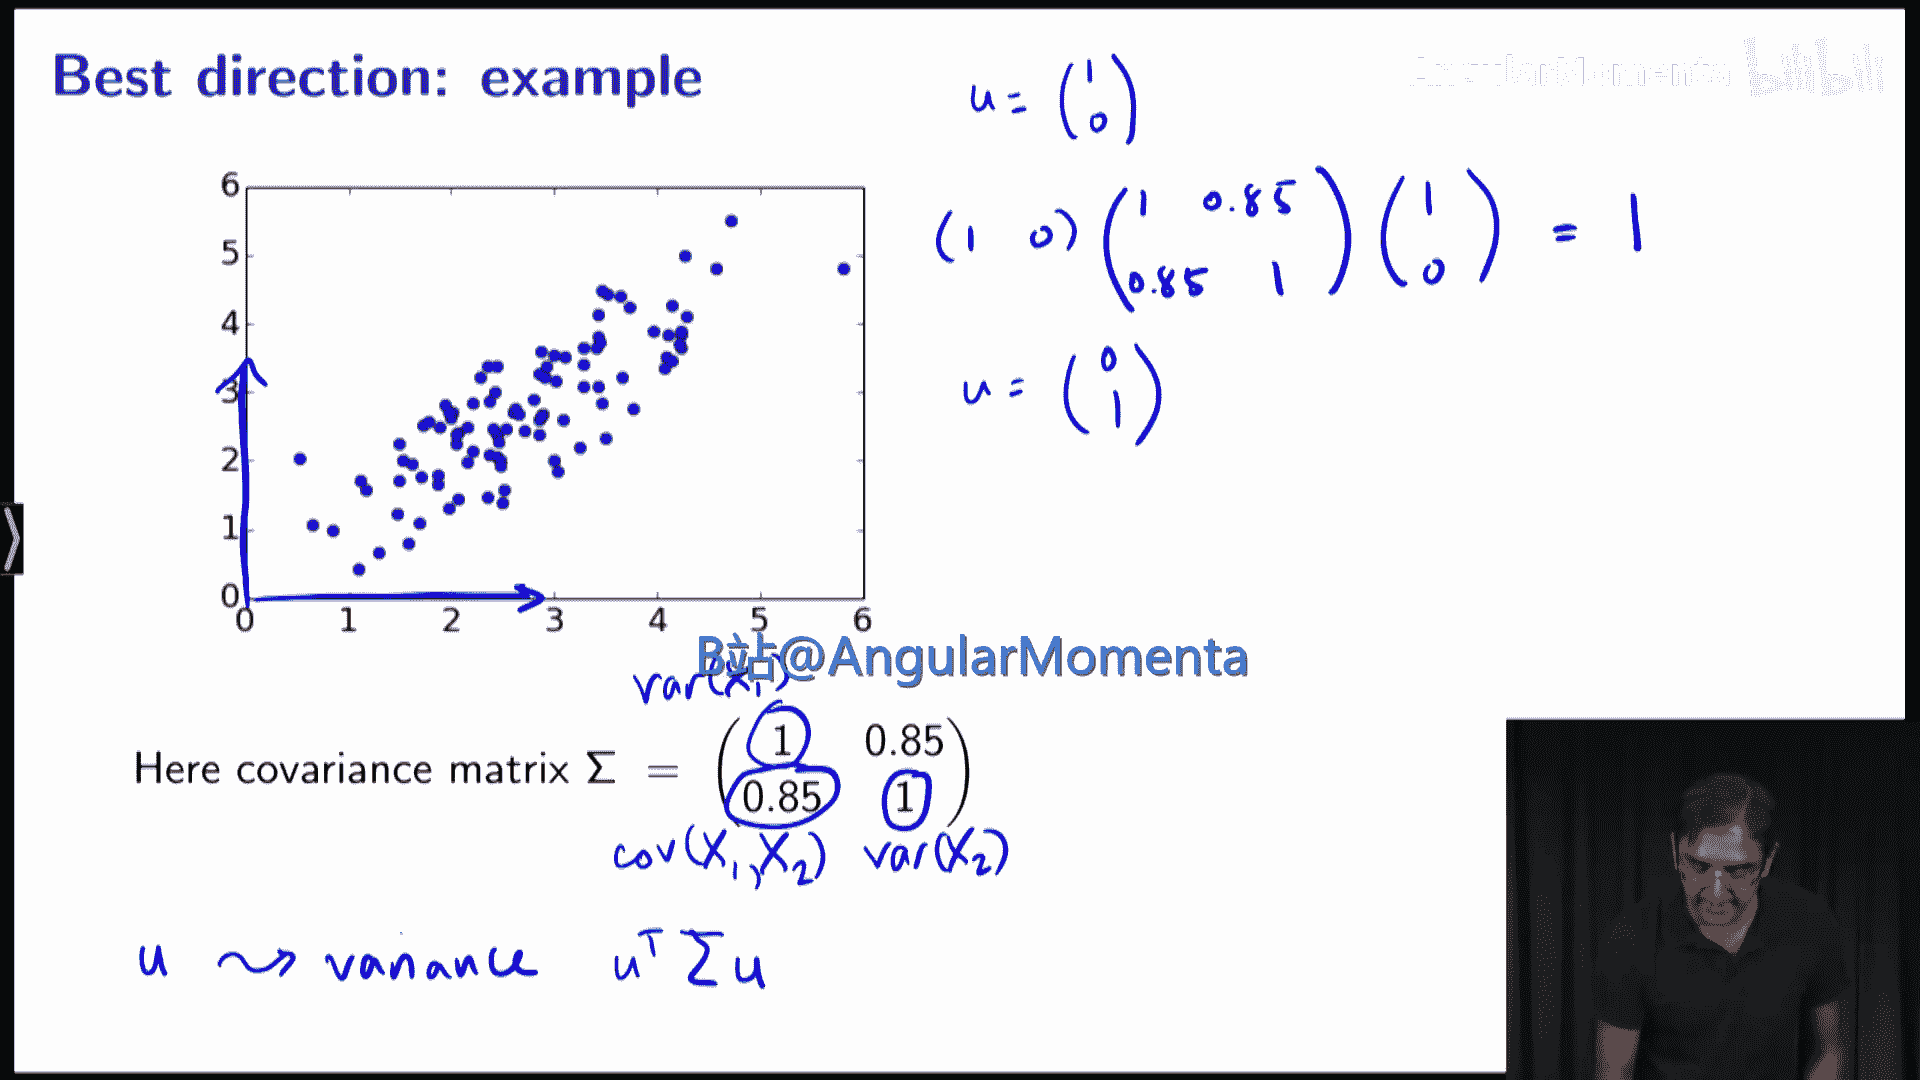 Best direction: example
AngularMomenta bilibili
u = (1 0)
(1 0) (1 0.85 0.85 1) (1 0) = 1
u = (0 1)
6
5
4
3
2
1
0
0 1 2 3 4 5 6
B站@AngularMomenta
var(X₁)
Here covariance matrix Σ = (1 0.85 0.85 1)
cov(X₁,X₂) var(X₂)
u ⤳ variance uᵀΣu